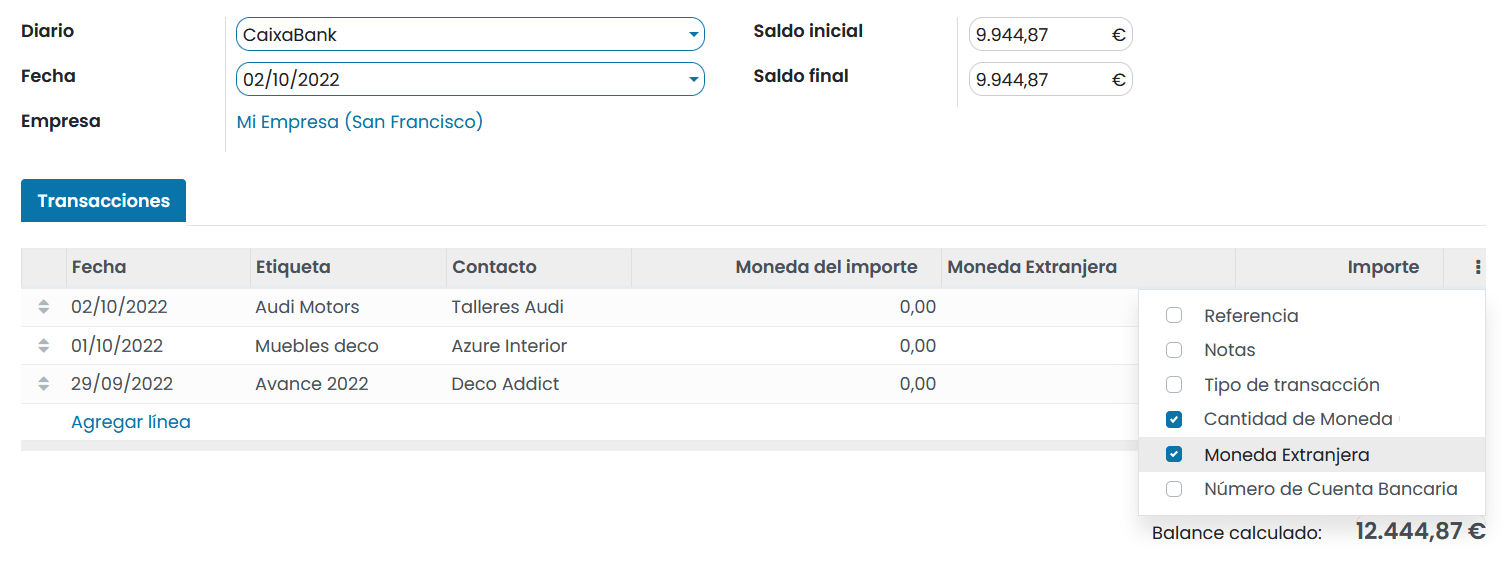 Diario CaixaBank Saldo inicial 9.944,87 €
Fecha 02/10/2022 Saldo final 9.944,87 €
Empresa Mi Empresa (San Francisco)
Transacciones
Fecha Etiqueta Contacto Moneda del importe Moneda Extranjera Importe
02/10/2022 Audi Motors Talleres Audi 0,00
01/10/2022 Muebles deco Azure Interior 0,00
29/09/2022 Avance 2022 Deco Addict 0,00
Agregar línea
Referencia
Notas
Tipo de transacción
Cantidad de Moneda
Moneda Extranjera
Número de Cuenta Bancaria
Balance calculado: 12.444,87 €